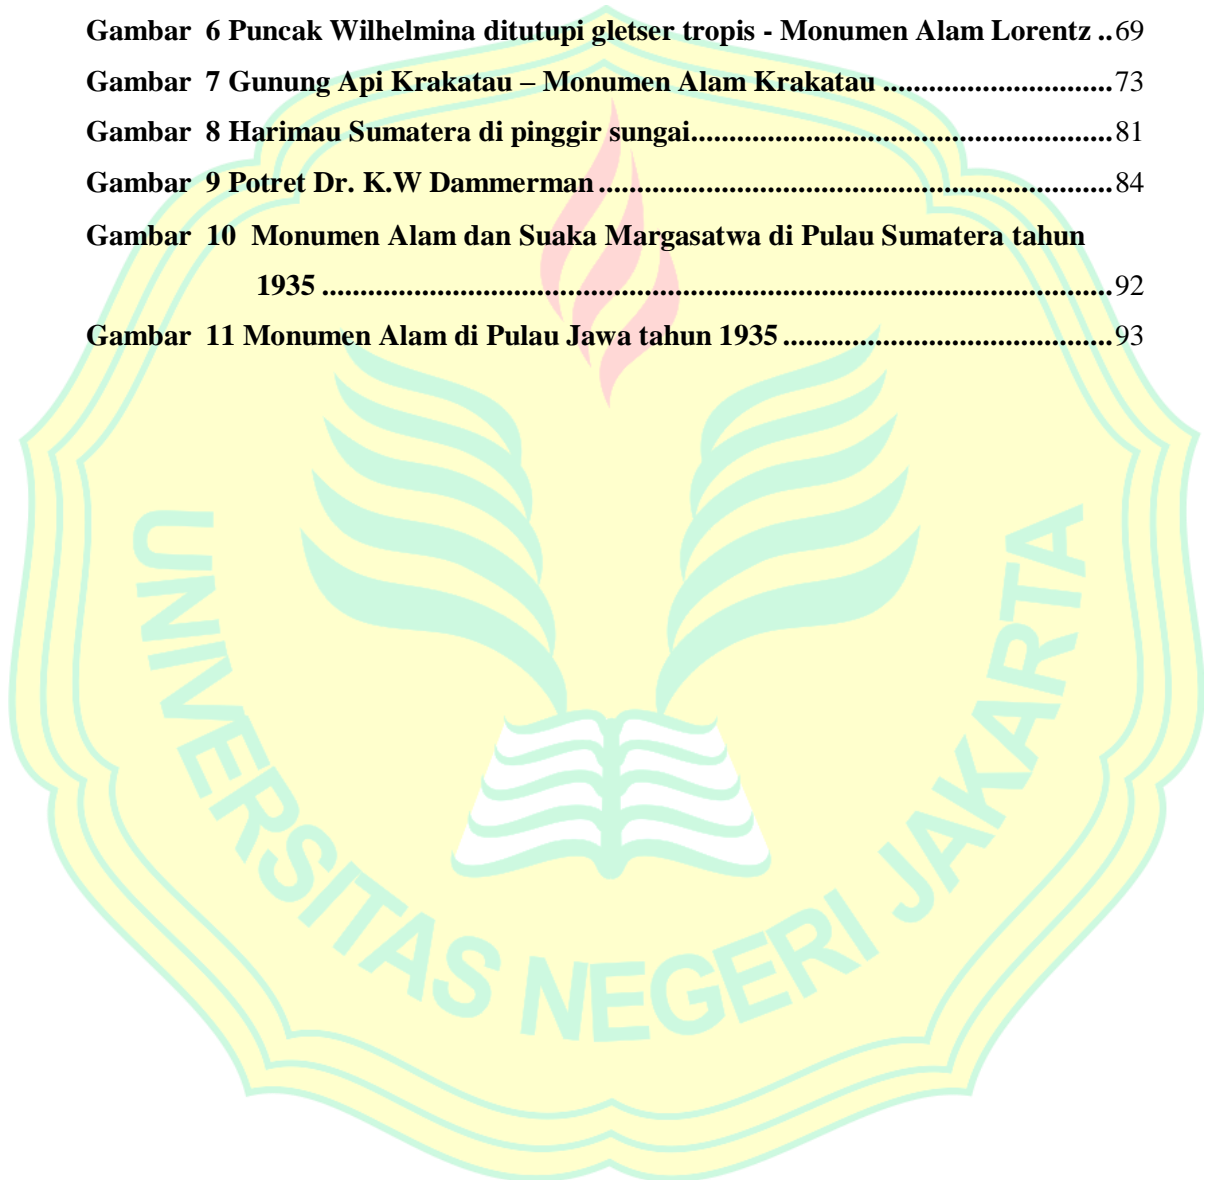 Gambar  6 Puncak Wilhelmina ditutupi gletser tropis - Monumen Alam Lorentz ..69
Gambar  7 Gunung Api Krakatau – Monumen Alam Krakatau ..............................73
Gambar  8 Harimau Sumatera di pinggir sungai.......................................................81
Gambar  9 Potret Dr. K.W Dammerman ...................................................................84
Gambar  10  Monumen Alam dan Suaka Margasatwa di Pulau Sumatera tahun
1935 .......................................................................................................92
Gambar  11 Monumen Alam di Pulau Jawa tahun 1935 ...........................................93
UNIVERSITAS NEGERI JAKARTA